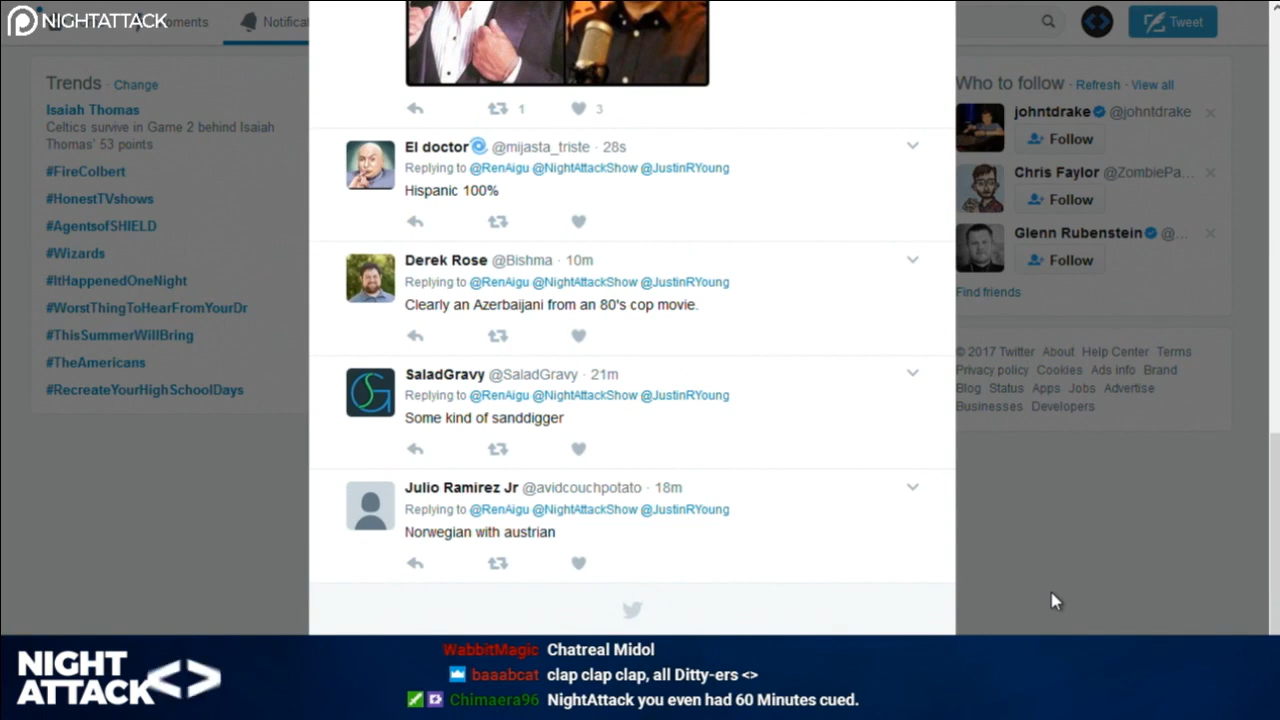 NIGHTATTACK
oments
Notifica
Tweet
Trends · Change
Isaiah Thomas
Celtics survive in Game 2 behind Isaiah
Thomas' 53 points
#FireColbert
#HonestTVshows
#AgentsofSHIELD
#Wizards
#ItHappenedOneNight
#WorstThingToHearFromYourDr
#ThisSummerWillBring
#TheAmericans
#RecreateYourHighSchoolDays
1 3
El doctor @mijasta_triste · 28s
Replying to @RenAigu @NightAttackShow @JustinRYoung
Hispanic 100%
Derek Rose @Bishma · 10m
Replying to @RenAigu @NightAttackShow @JustinRYoung
Clearly an Azerbaijani from an 80's cop movie.
SaladGravy @SaladGravy · 21m
Replying to @RenAigu @NightAttackShow @JustinRYoung
Some kind of sanddigger
Julio Ramirez Jr @avidcouchpotato · 18m
Replying to @RenAigu @NightAttackShow @JustinRYoung
Norwegian with austrian
Who to follow · Refresh · View all
johntdrake @johntdrake
Follow
Chris Faylor @ZombiePa...
Follow
Glenn Rubenstein @...
Follow
Find friends
© 2017 Twitter About Help Center Terms
Privacy policy Cookies Ads info Brand
Blog Status Apps Jobs Advertise
Businesses Developers
NIGHT
ATTACK <>
WabbitMagic Chatreal Midol
baaabcat clap clap clap, all Ditty-ers <>
Chimaera96 NightAttack you even had 60 Minutes cued.